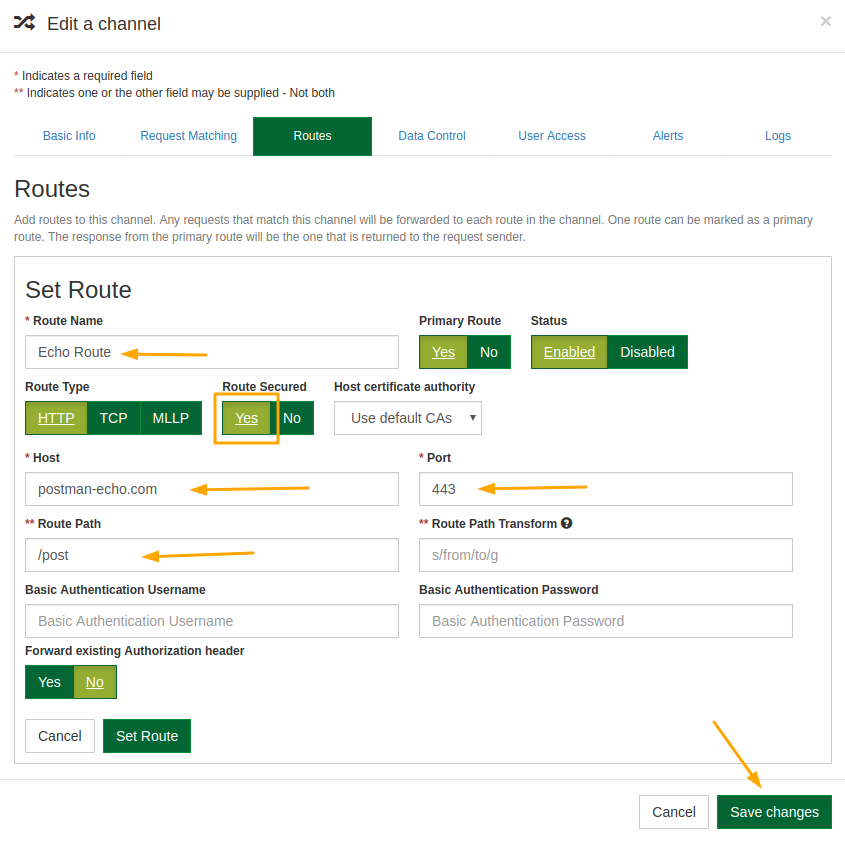 Edit a channel ×
* Indicates a required field
** Indicates one or the other field may be supplied - Not both
Basic Info Request Matching Routes Data Control User Access Alerts Logs
Routes
Add routes to this channel. Any requests that match this channel will be forwarded to each route in the channel. One route can be marked as a primary
route. The response from the primary route will be the one that is returned to the request sender.
Set Route
* Route Name Primary Route Status
Echo Route Yes No Enabled Disabled
Route Type Route Secured Host certificate authority
HTTP TCP MLLP Yes No Use default CAs
* Host * Port
postman-echo.com 443
** Route Path ** Route Path Transform ?
/post s/from/to/g
Basic Authentication Username Basic Authentication Password
Basic Authentication Username Basic Authentication Password
Forward existing Authorization header
Yes No
Cancel Set Route
Cancel Save changes